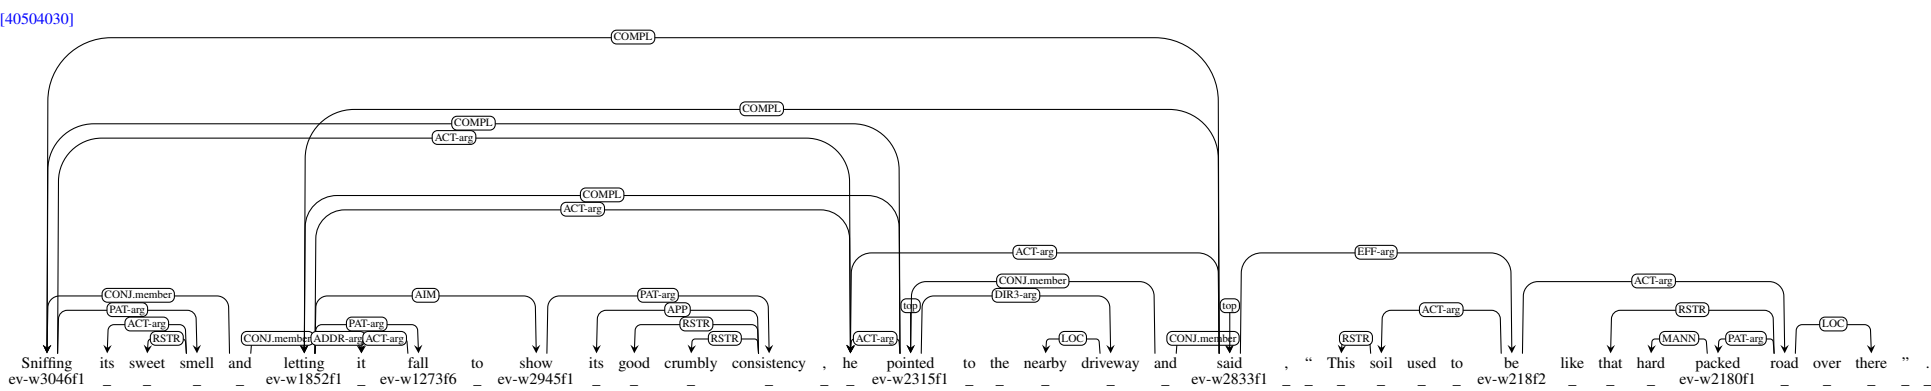 [40504030]
COMPL
COMPL
COMPL
ACT-arg
COMPL
ACT-arg
ACT-arg EFF-arg
CONJ.member ACT-arg
CONJ.member AIM PAT-arg DIR3-arg
top top
PAT-arg APP ACT-arg RSTR
ACT-arg PAT-arg RSTR
RSTR CONJ.member ADDR-arg ACT-arg RSTR ACT-arg LOC CONJ.member RSTR MANN PAT-arg LOC
Sniffing its sweet smell and letting it fall to show its good crumbly consistency , he pointed to the nearby driveway and said , “ This soil used to be like that hard packed road over there ”
ev-w3046f1 _ _ _ _ ev-w1852f1 _ ev-w1273f6 _ ev-w2945f1 _ _ _ _ _ _ ev-w2315f1 _ _ _ _ _ ev-w2833f1 _ _ _ _ _ _ ev-w218f2 _ _ _ ev-w2180f1 _ _ _ _